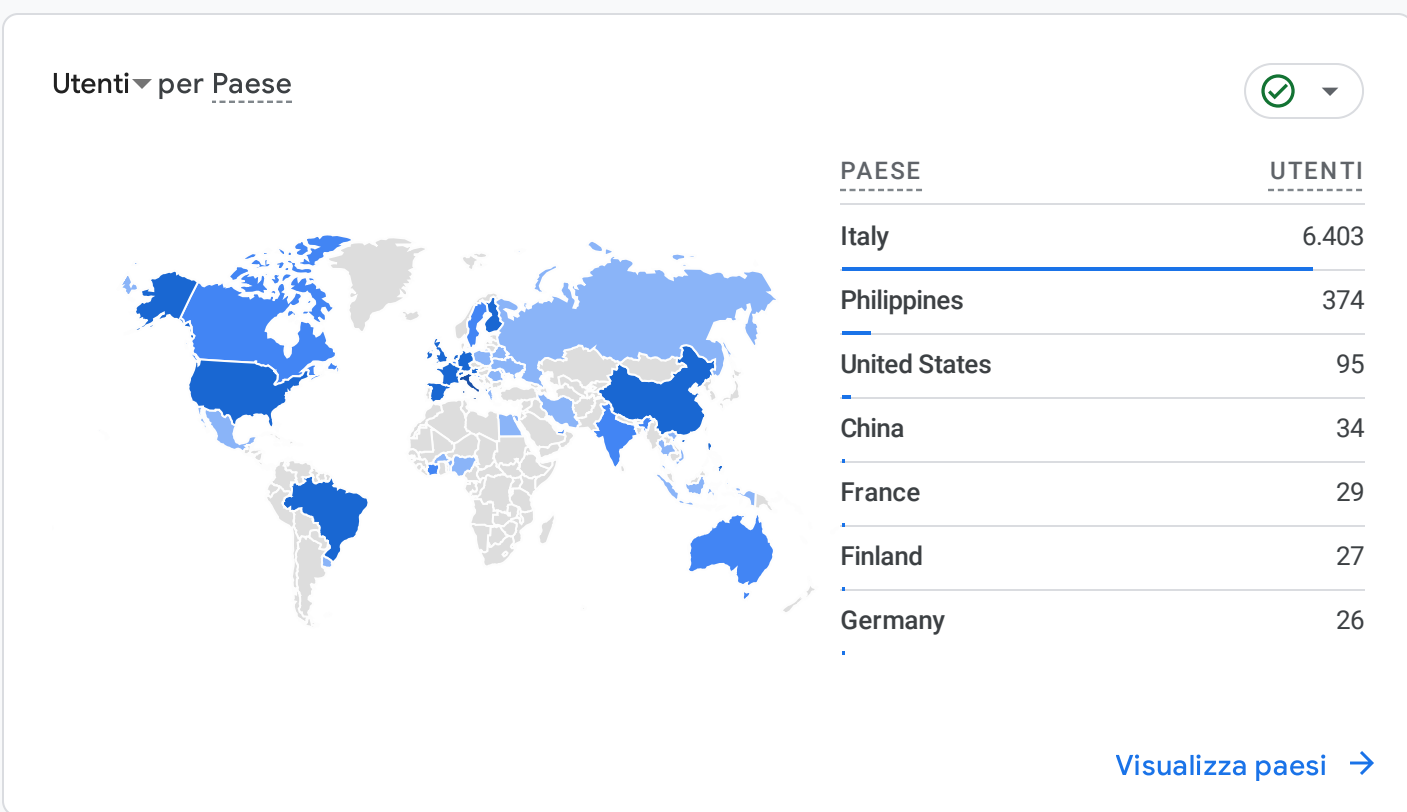 Utenti per Paese
PAESE UTENTI
Italy 6.403
Philippines 374
United States 95
China 34
France 29
Finland 27
Germany 26
Visualizza paesi